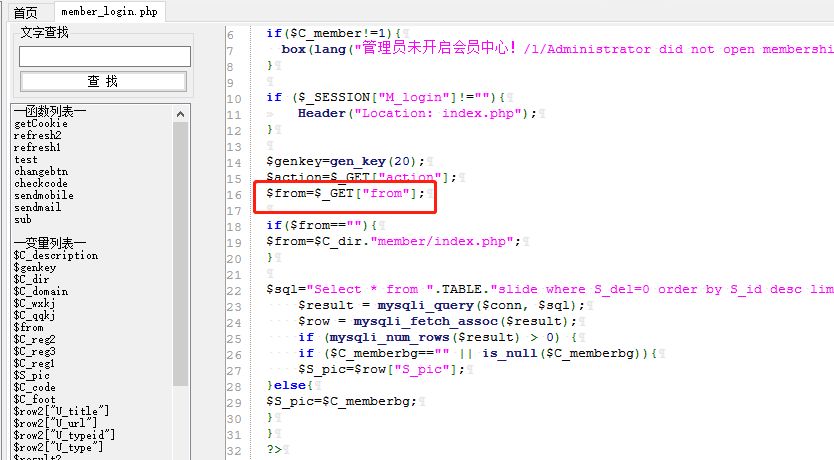 首页 member_login.php
文字查找
查 找
一函数列表一
getCookie
refresh2
refresh1
test
changebtn
checkcode
sendmobile
sendmail
sub
一变量列表一
$C_description
$genkey
$C_dir
$C_domain
$C_wxkj
$C_qqkj
$from
$C_reg2
$C_reg3
$C_reg1
$S_pic
$C_code
$C_foot
$row2["U_title"]
$row2["U_url"]
$row2["U_typeid"]
$row2["U_type"]
$result2
6 if($C_member!=1){
7 box(lang("管理员未开启会员中心! /l/Administrator did not open membershi
8 }
9
10 if ($_SESSION["M_login"]!=""){
11 Header("Location: index.php");
12 }
13
14 $genkey=gen_key(20);
15 $action=$_GET["action"];
16 $from=$_GET["from"];
17
18 if($from==""){
19 $from=$C_dir."member/index.php";
20 }
21
22 $sql="Select * from ".TABLE."slide where S_del=0 order by S_id desc lim
23 $result = mysqli_query($conn, $sql);
24 $row = mysqli_fetch_assoc($result);
25 if (mysqli_num_rows($result) > 0) {
26 if ($C_memberbg=="" || is_null($C_memberbg)){
27 $S_pic=$row["S_pic"];
28 }else{
29 $S_pic=$C_memberbg;
30 }
31 }
32 ?>